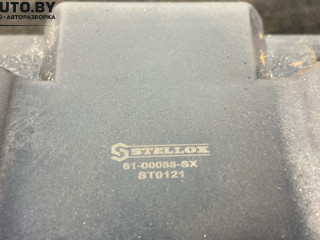 UTO.BY
АВТОРАЗБОРКА
STELLOX
61-00088-SX
ST0121